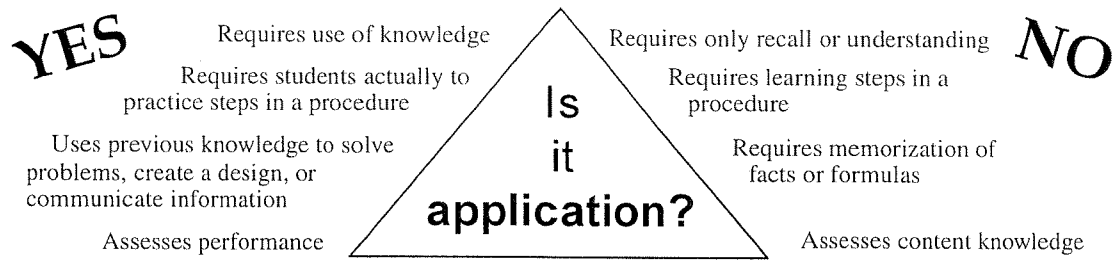 YES
Requires use of knowledge
Requires students actually to
practice steps in a procedure
Uses previous knowledge to solve
problems, create a design, or
communicate information
Assesses performance
Is
it
application?
NO
Requires only recall or understanding
Requires learning steps in a
procedure
Requires memorization of
facts or formulas
Assesses content knowledge